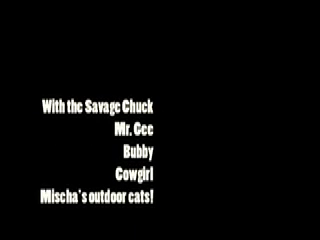 With the Savage Chuck
Mr. Gee
Bubby
Cowgirl
Mischa's outdoor cats!